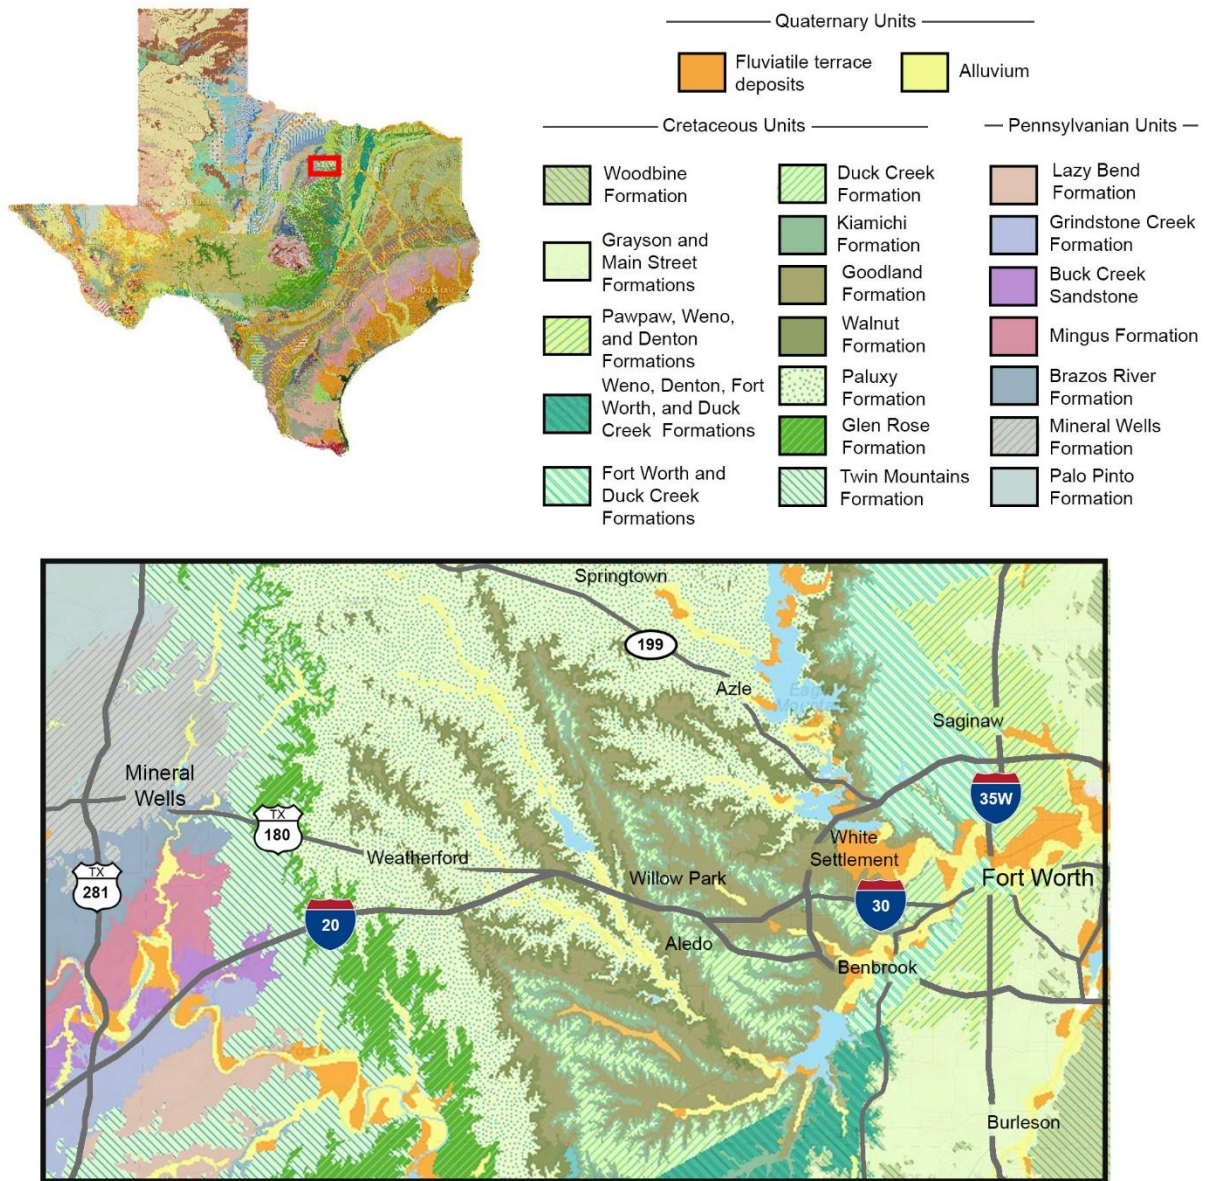 Quaternary Units
Fluviatile terrace
deposits
Alluvium
Cretaceous Units
Pennsylvanian Units
Woodbine
Formation
Grayson and
Main Street
Formations
Pawpaw, Weno,
and Denton
Formations
Weno, Denton, Fort
Worth, and Duck
Creek Formations
Fort Worth and
Duck Creek
Formations
Duck Creek
Formation
Kiamichi
Formation
Goodland
Formation
Walnut
Formation
Paluxy
Formation
Glen Rose
Formation
Twin Mountains
Formation
Lazy Bend
Formation
Grindstone Creek
Formation
Buck Creek
Sandstone
Mingus Formation
Brazos River
Formation
Mineral Wells
Formation
Palo Pinto
Formation
Springtown
199
Azle
Saginaw
Mineral
Wells
35W
TX
180
Weatherford
White
Settlement
TX
281
Willow Park
Fort Worth
30
20
Aledo
Benbrook
Burleson